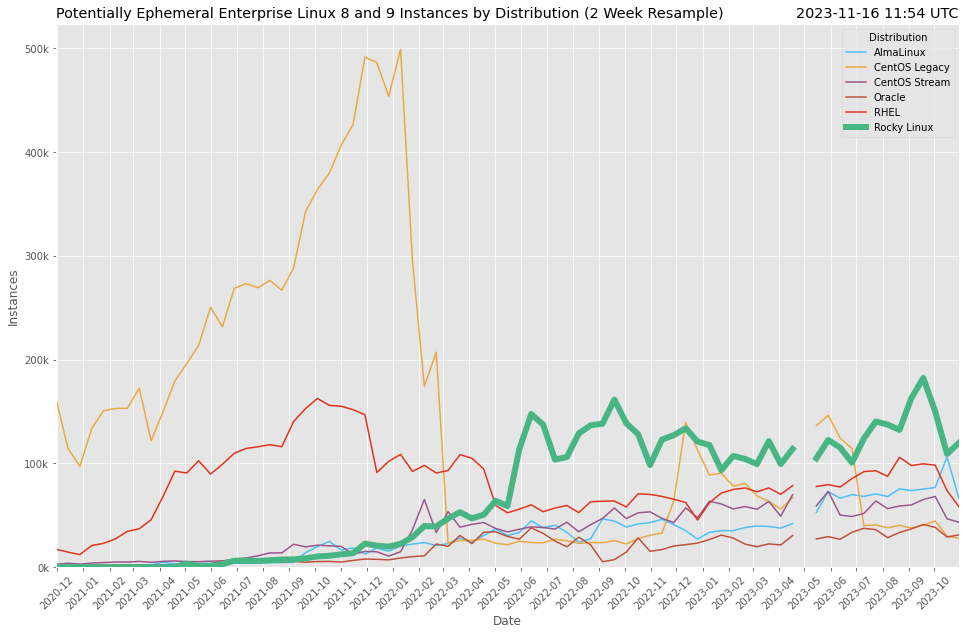 Potentially Ephemeral Enterprise Linux 8 and 9 Instances by Distribution (2 Week Resample)
2023-11-16 11:54 UTC
Distribution
AlmaLinux
CentOS Legacy
CentOS Stream
Oracle
RHEL
Rocky Linux
500k
400k
300k
200k
100k
0k
Instances
2020-12
2021-01
2021-02
2021-03
2021-04
2021-05
2021-06
2021-07
2021-08
2021-09
2021-10
2021-11
2021-12
2022-01
2022-02
2022-03
2022-04
2022-05
2022-06
2022-07
2022-08
2022-09
2022-10
2022-11
2022-12
2023-01
2023-02
2023-03
2023-04
2023-05
2023-06
2023-07
2023-08
2023-09
2023-10
Date